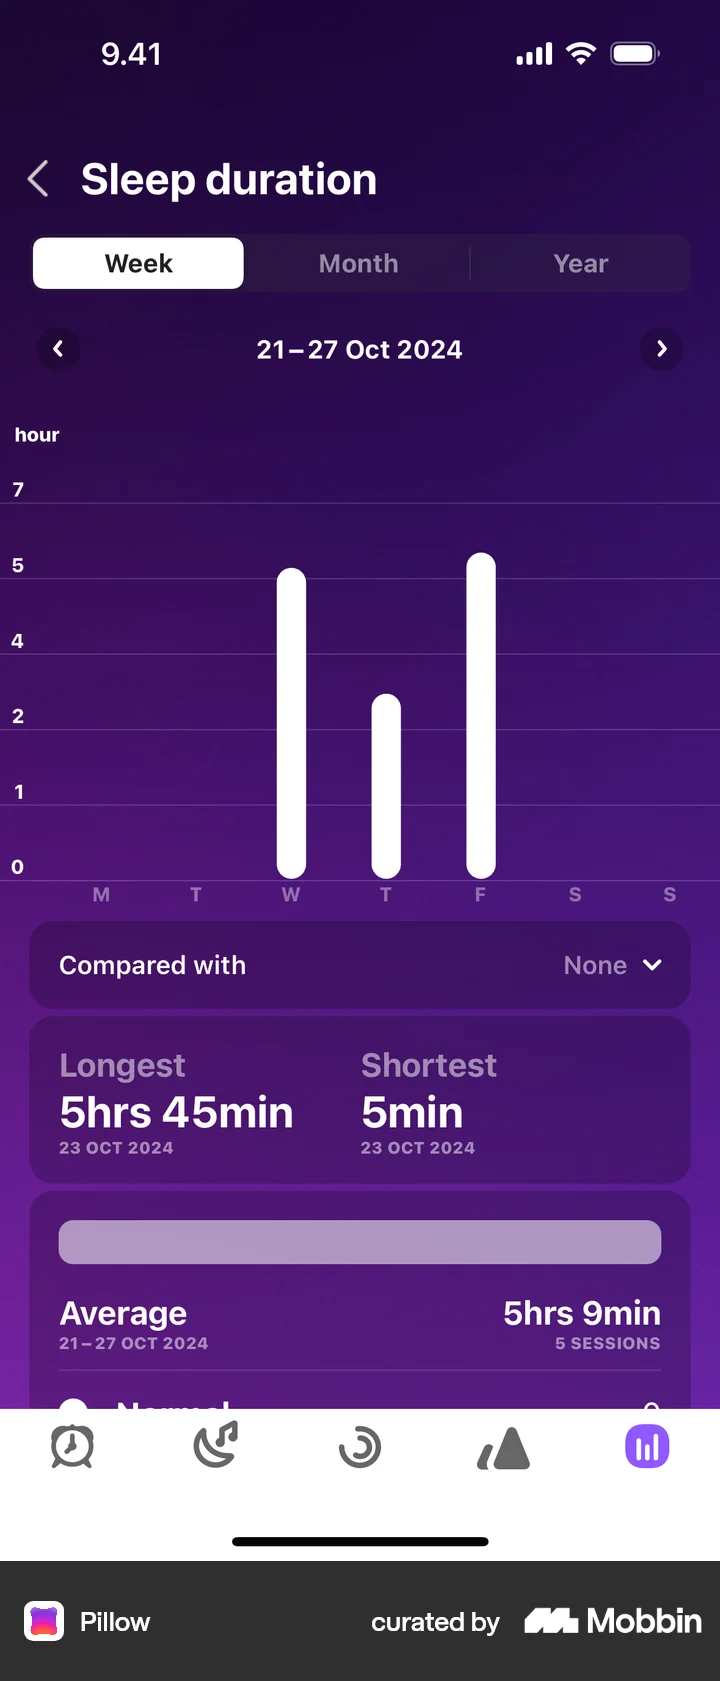 9.41
Sleep duration
Week Month Year
21–27 Oct 2024
hour
7
5
4
2
1
0
M T W T F S S
Compared with None
Longest Shortest
5hrs 45min 5min
23 OCT 2024 23 OCT 2024
Average 5hrs 9min
21–27 OCT 2024 5 SESSIONS
Normal 0
Pillow curated by Mobbin